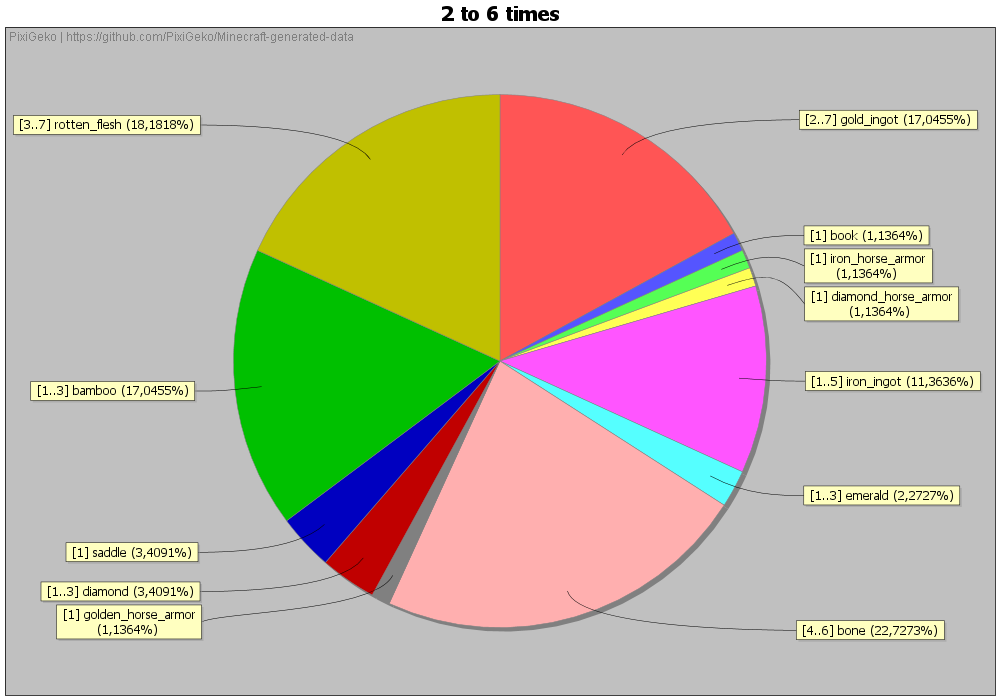 2 to 6 times
PixiGeko | https://github.com/PixiGeko/Minecraft-generated-data
[3..7] rotten_flesh (18,1818%)
[2..7] gold_ingot (17,0455%)
[1] book (1,1364%)
[1] iron_horse_armor
(1,1364%)
[1] diamond_horse_armor
(1,1364%)
[1..5] iron_ingot (11,3636%)
[1..3] bamboo (17,0455%)
[1..3] emerald (2,2727%)
[1] saddle (3,4091%)
[1..3] diamond (3,4091%)
[1] golden_horse_armor
(1,1364%)
[4..6] bone (22,7273%)